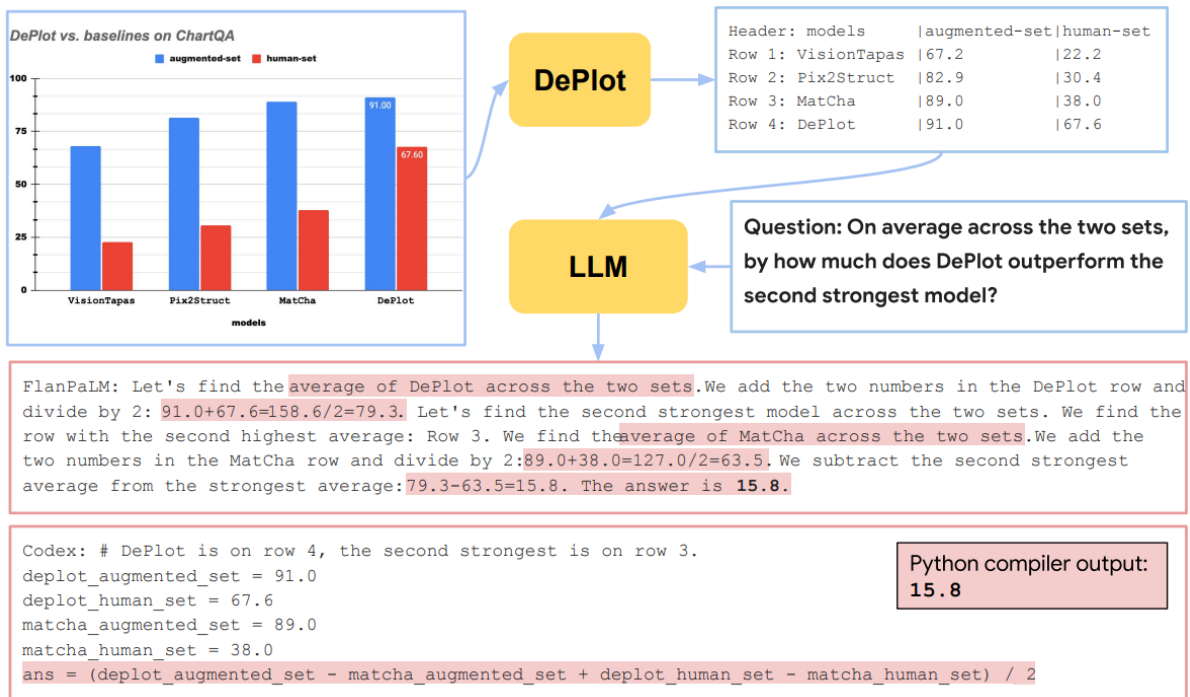 DePlot vs. baselines on ChartQA
augmented-set human-set
100
75
50
25
0
91.00
67.60
VisionTapas Pix2Struct MatCha DePlot
models
DePlot
Header: models |augmented-set|human-set
Row 1: VisionTapas |67.2 |22.2
Row 2: Pix2Struct |82.9 |30.4
Row 3: MatCha |89.0 |38.0
Row 4: DePlot |91.0 |67.6
LLM
Question: On average across the two sets,
by how much does DePlot outperform the
second strongest model?
FlanPaLM: Let's find the average of DePlot across the two sets.We add the two numbers in the DePlot row and
divide by 2: 91.0+67.6=158.6/2=79.3. Let's find the second strongest model across the two sets. We find the
row with the second highest average: Row 3. We find the average of MatCha across the two sets.We add the
two numbers in the MatCha row and divide by 2:89.0+38.0=127.0/2=63.5. We subtract the second strongest
average from the strongest average:79.3-63.5=15.8. The answer is 15.8.
Codex: # DePlot is on row 4, the second strongest is on row 3.
deplot_augmented_set = 91.0
deplot_human_set = 67.6
matcha_augmented_set = 89.0
matcha_human_set = 38.0
ans = (deplot_augmented_set - matcha_augmented_set + deplot_human_set - matcha_human_set) / 2
Python compiler output:
15.8